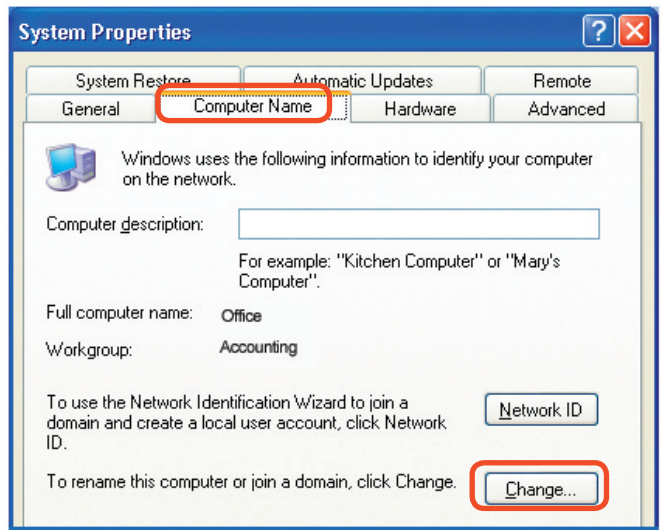 System Properties
System Restore Automatic Updates Remote
General Computer Name Hardware Advanced
Windows uses the following information to identify your computer
on the network.
Computer description:
For example: "Kitchen Computer" or "Mary's
Computer".
Full computer name: Office
Workgroup: Accounting
To use the Network Identification Wizard to join a
domain and create a local user account, click Network
ID.
Network ID
To rename this computer or join a domain, click Change.
Change...